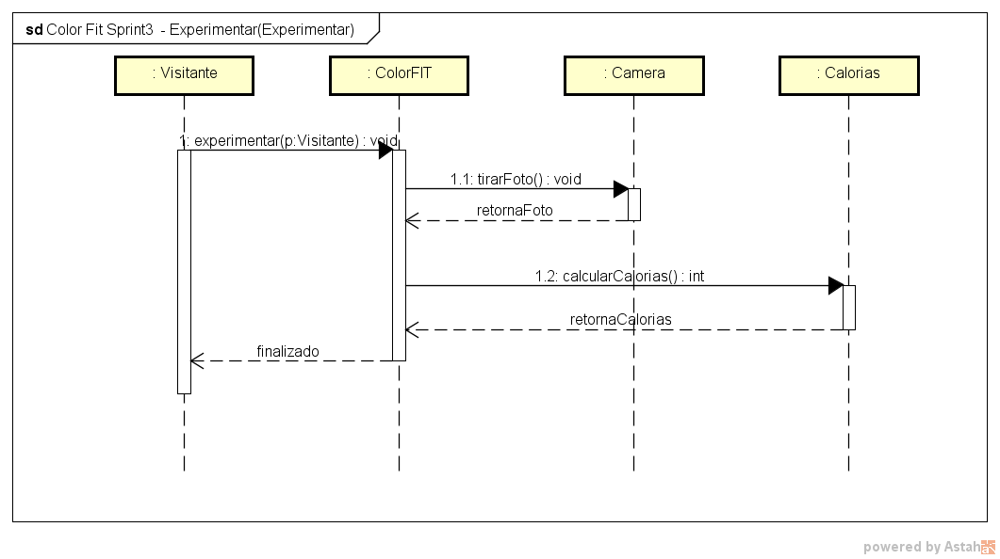 sd Color Fit Sprint3 - Experimentar(Experimentar)
: Visitante
: ColorFIT
: Camera
: Calorias
1: experimentar(p:Visitante) : void
1.1: tirarFoto() : void
retornaFoto
1.2: calcularCalorias() : int
retornaCalorias
finalizado
powered by Astah